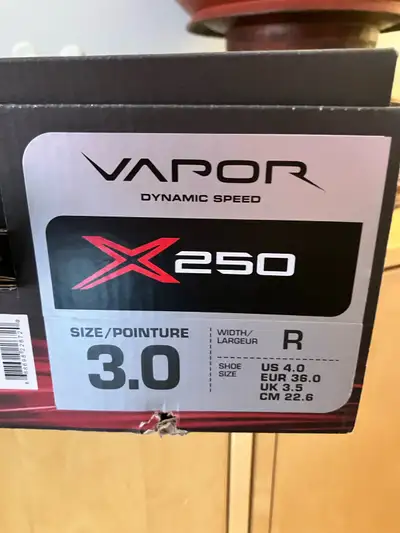 VAPOR
DYNAMIC SPEED
X250
SIZE/POINTURE
3.0
WIDTH/
LARGEUR
R
SHOE
SIZE
US 4.0
EUR 36.0
UK 3.5
CM 22.6